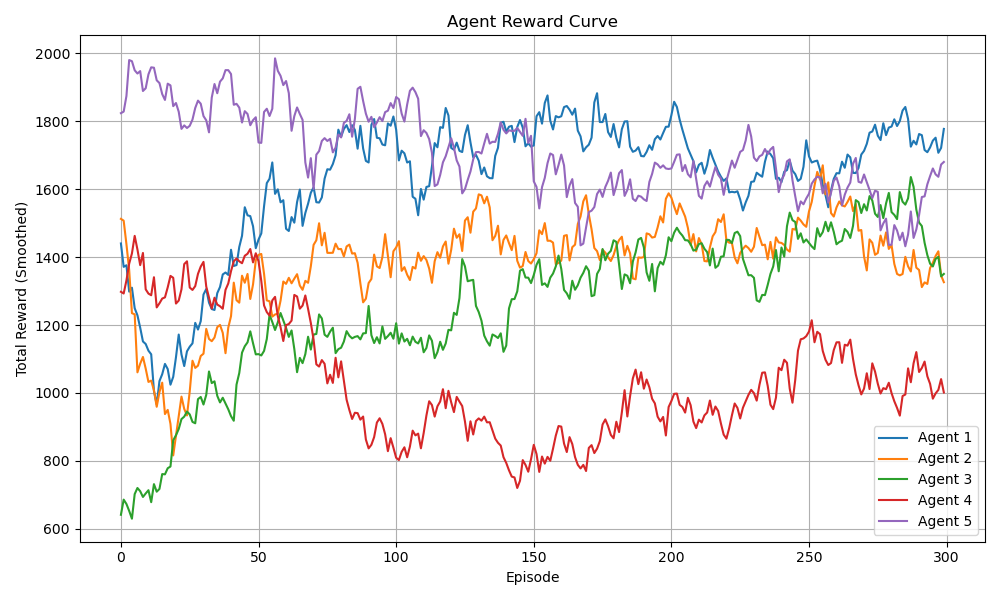 Agent Reward Curve
Total Reward (Smoothed)
2000
1800
1600
1400
1200
1000
800
600
0
50
100
150
200
250
300
Episode
Agent 1
Agent 2
Agent 3
Agent 4
Agent 5